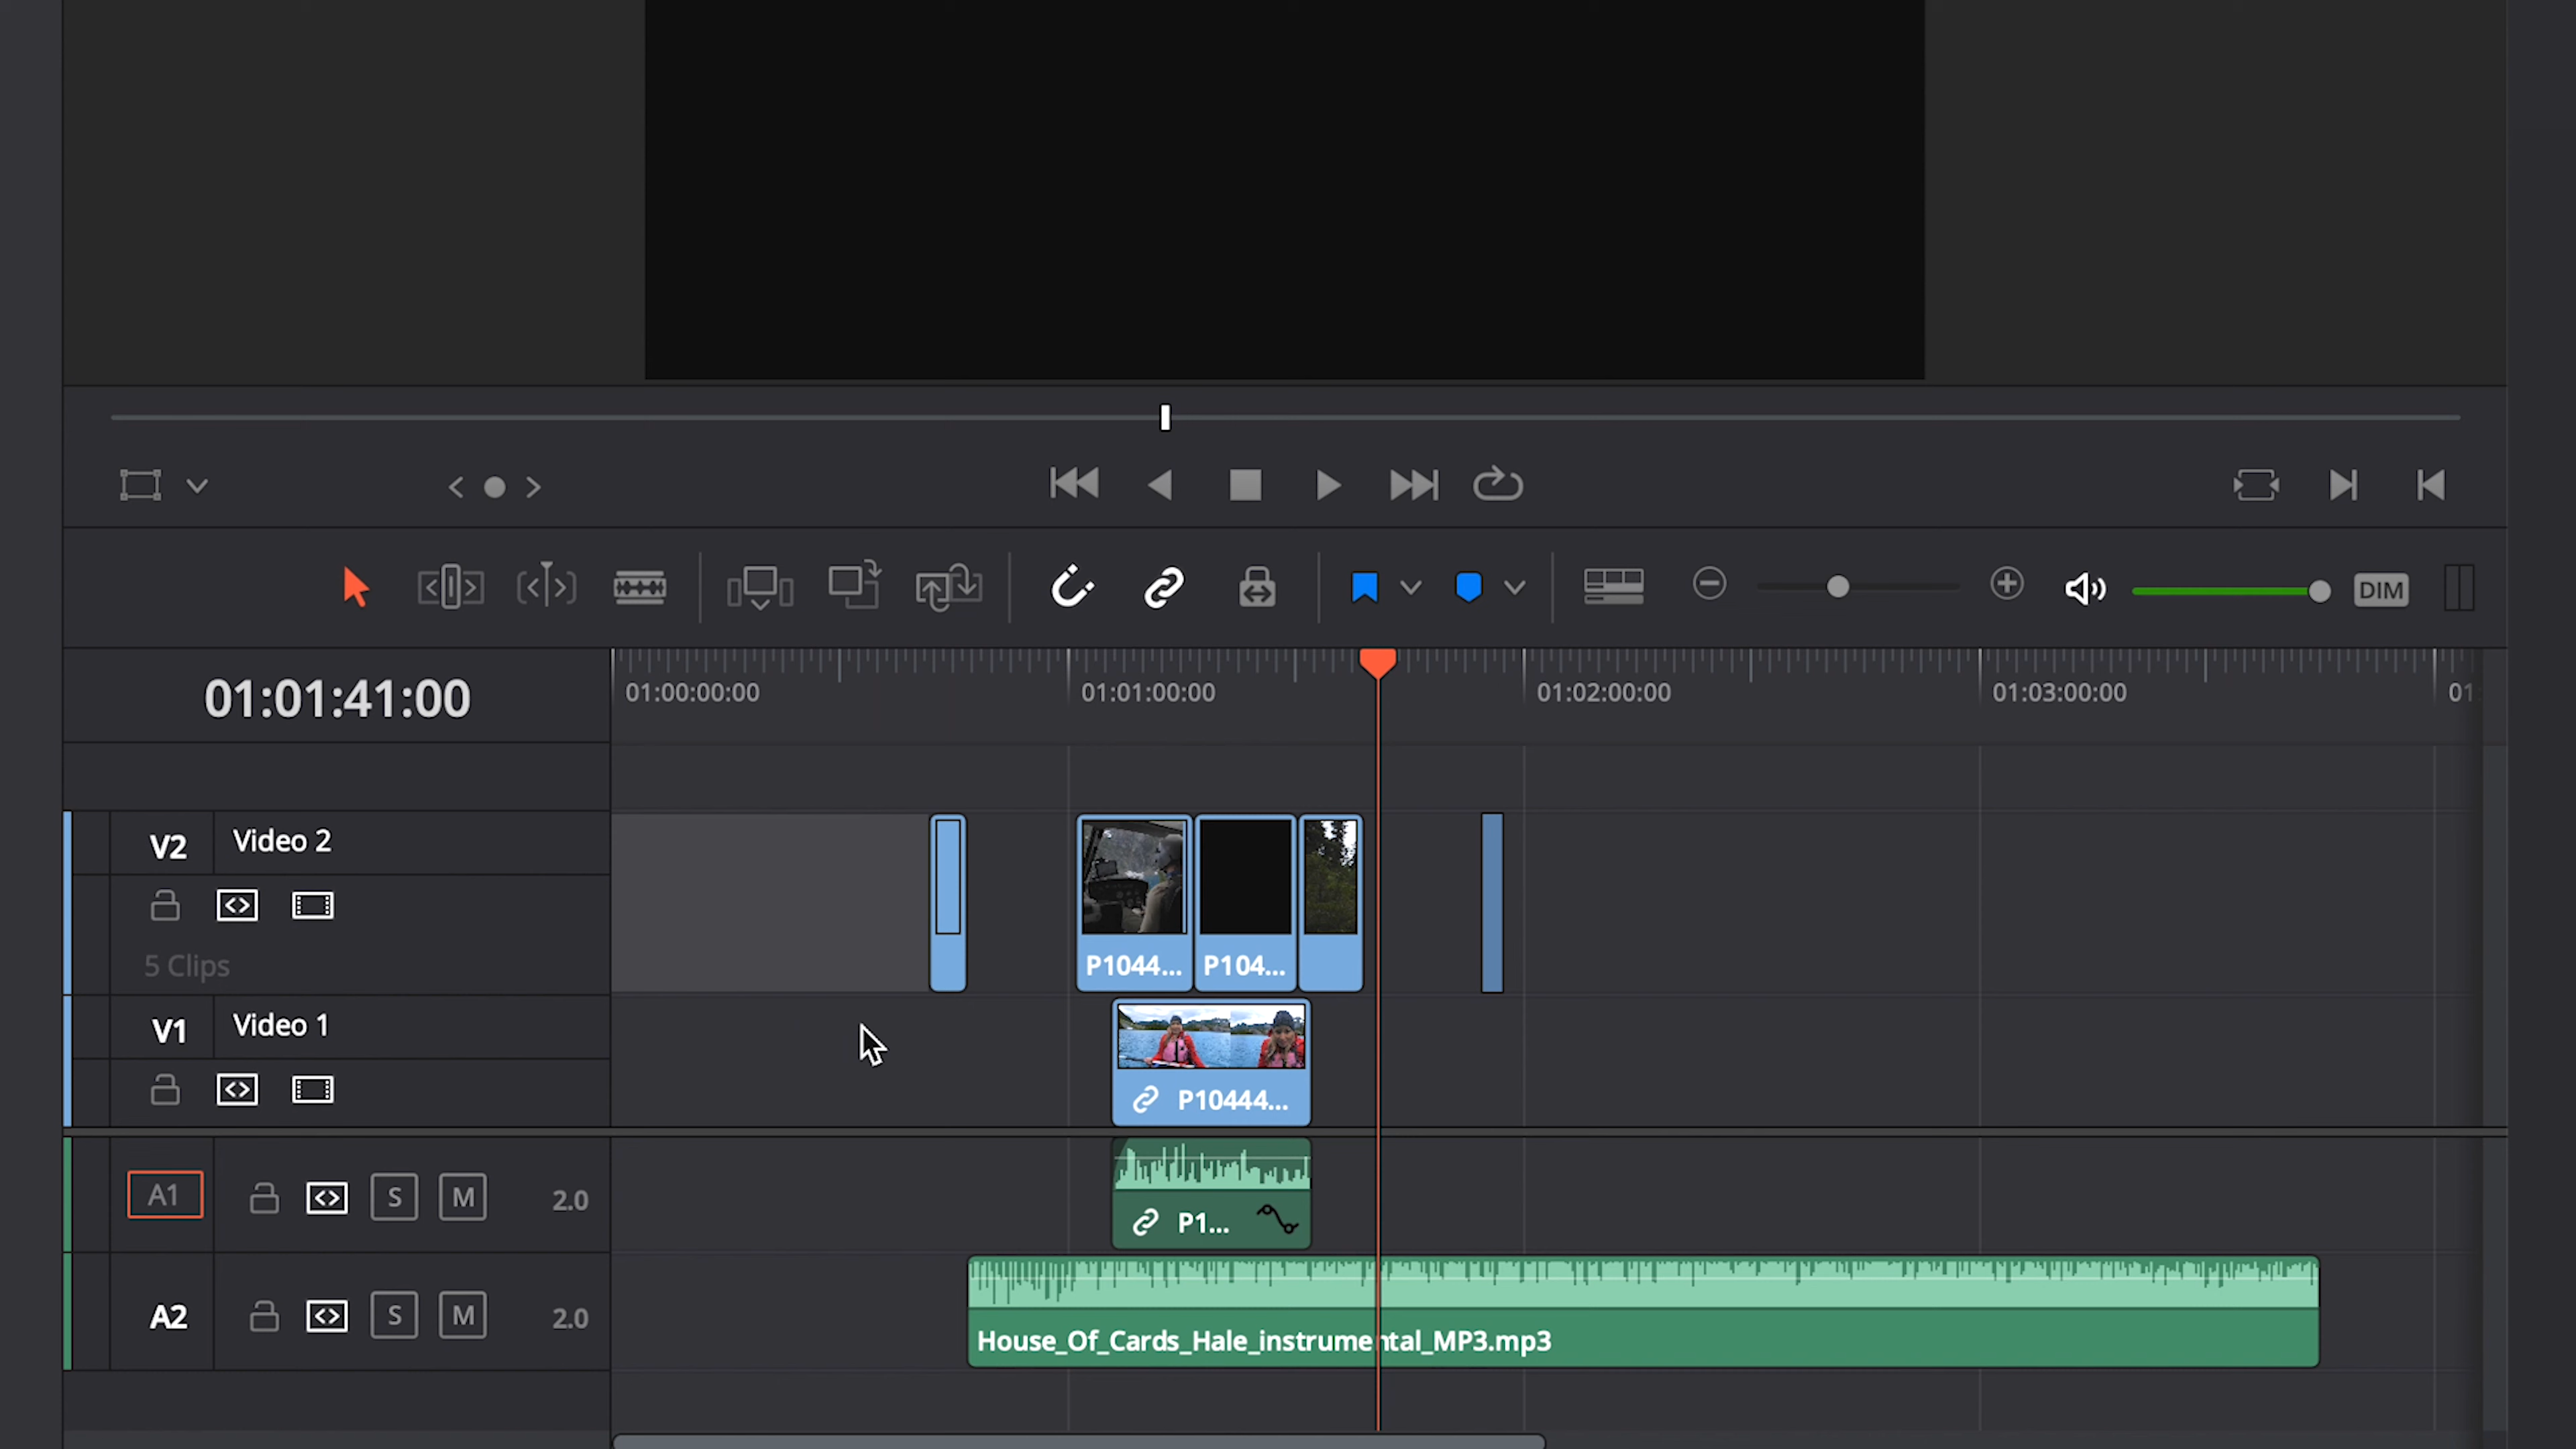 DIM
01:01:41:00
01:00:00:00
01:01:00:00
01:02:00:00
01:03:00:00
01:
V2 Video 2
5 Clips
P1044...
P104...
V1 Video 1
P10444...
A1 S M 2.0
P1...
A2 S M 2.0
House_Of_Cards_Hale_instrumental_MP3.mp3